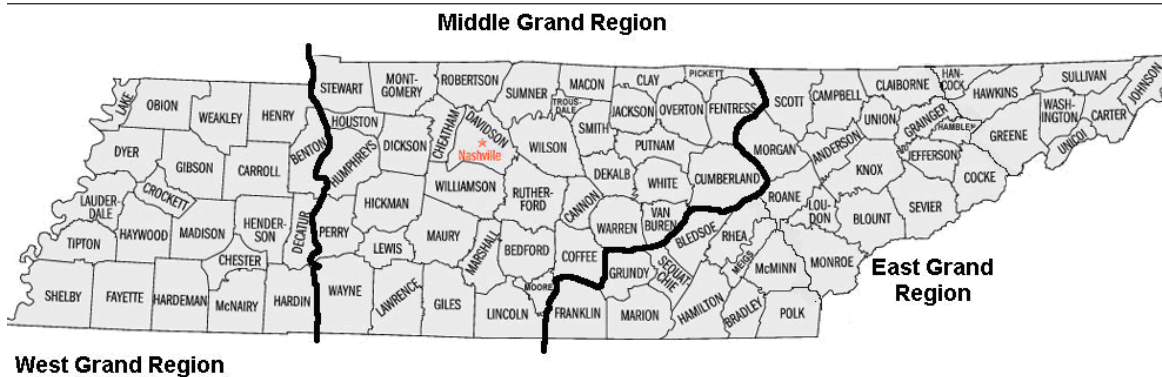 Middle Grand Region
STEWART
MONT-
GOMERY
ROBERTSON
SUMNER
MACON
TROUS-
DALE
CLAY
PICKETT
JACKSON
OVERTON
FENTRESS
SCOTT
CAMPBELL
CLAIBORNE
HAN-
COCK
HAWKINS
SULLIVAN
JOHNSON
LAKE
OBION
WEAKLEY
HENRY
BENTON
HOUSTON
HUMPHREYS
DICKSON
CHEATHAM
DAVIDSON
Nashville
WILSON
SMITH
PUTNAM
MORGAN
ANDERSON
UNION
GRAINGER
HAMBLEN
GREENE
WASH-
INGTON
UNICOI
CARTER
DYER
GIBSON
CARROLL
CROCKETT
WILLIAMSON
RUTHER-
FORD
CANNON
DEKALB
WHITE
CUMBERLAND
ROANE
KNOX
JEFFERSON
COCKE
LAUDER-
DALE
HAYWOOD
MADISON
HENDER-
SON
DECATUR
PERRY
HICKMAN
LEWIS
MAURY
MARSHALL
BEDFORD
COFFEE
WARREN
VAN
BUREN
BLEDSOE
RHEA
MEIGS
LOU-
DON
BLOUNT
SEVIER
TIPTON
CHESTER
MOORE
GRUNDY
SEQUAT
CHIE
McMINN
MONROE
East Grand
Region
SHELBY
FAYETTE
HARDEMAN
McNAIRY
HARDIN
WAYNE
LAWRENCE
GILES
LINCOLN
FRANKLIN
MARION
HAMILTON
BRADLEY
POLK
West Grand Region